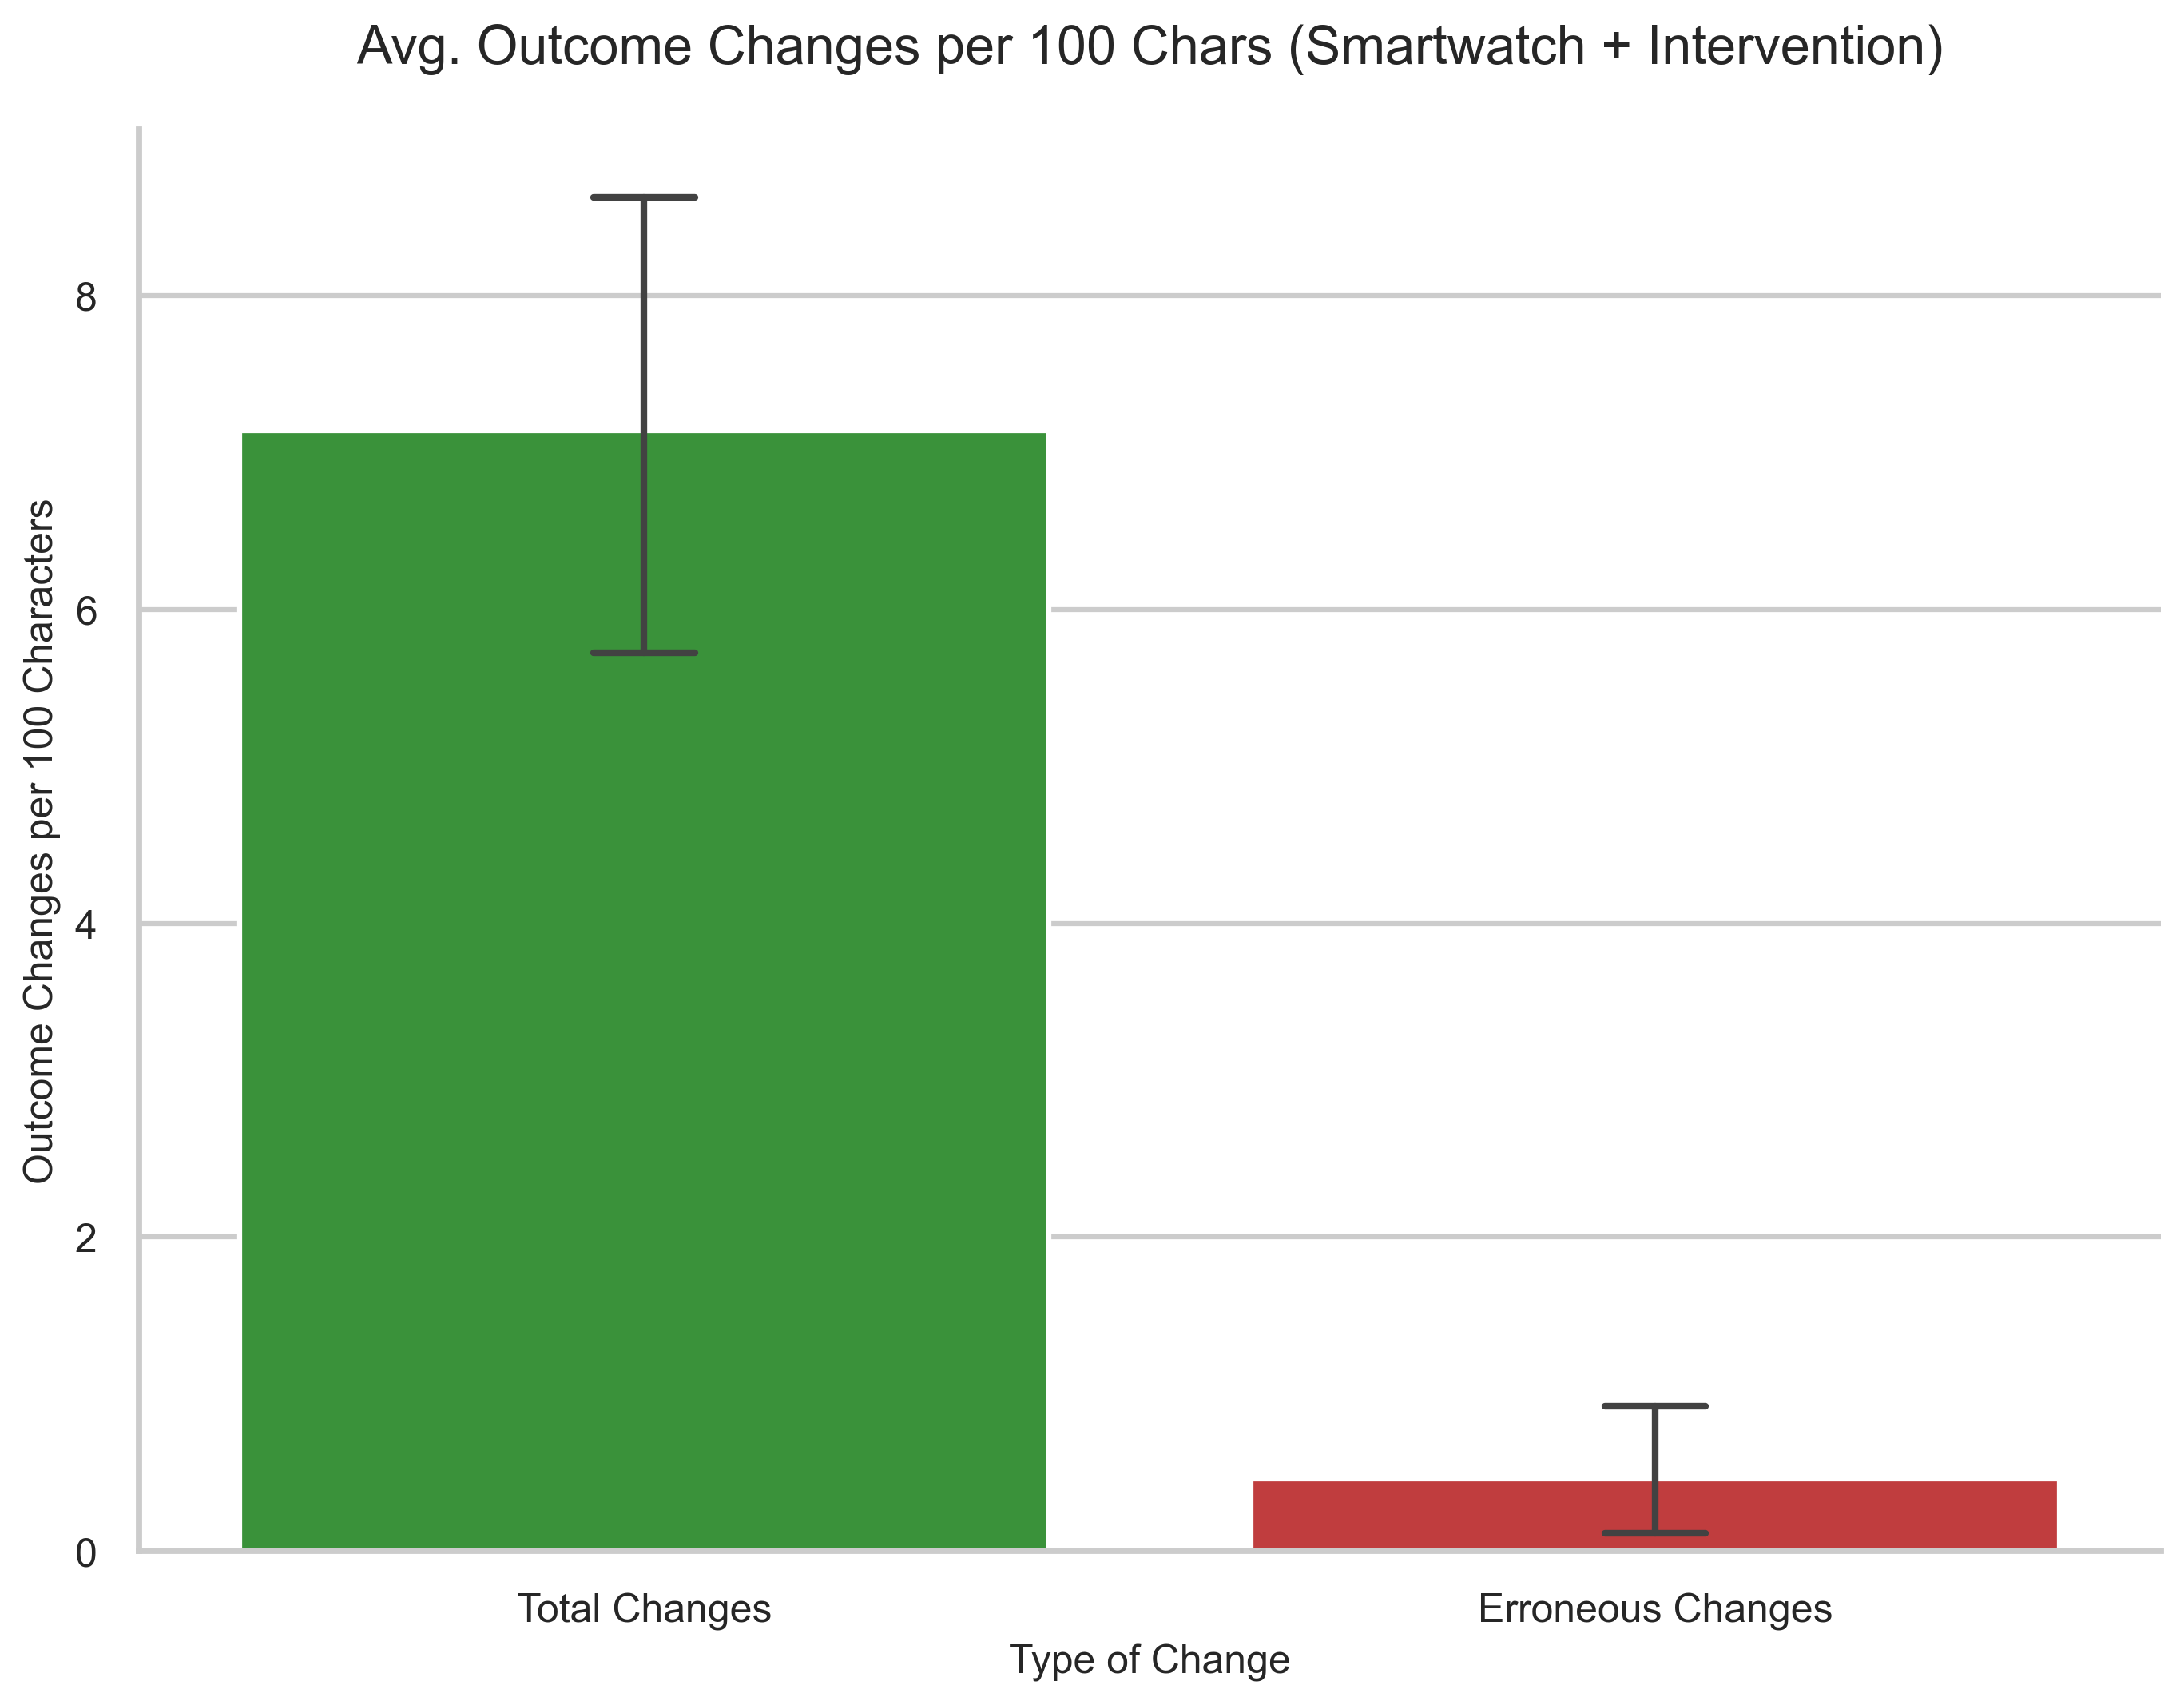 Avg. Outcome Changes per 100 Chars (Smartwatch + Intervention)
Outcome Changes per 100 Characters
8
6
4
2
0
Total Changes
Erroneous Changes
Type of Change